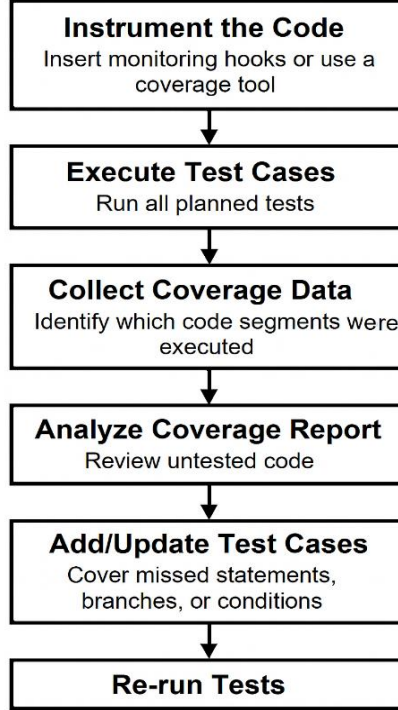 Instrument the Code
Insert monitoring hooks or use a
coverage tool
Execute Test Cases
Run all planned tests
Collect Coverage Data
Identify which code segments were
executed
Analyze Coverage Report
Review untested code
Add/Update Test Cases
Cover missed statements,
branches, or conditions
Re-run Tests